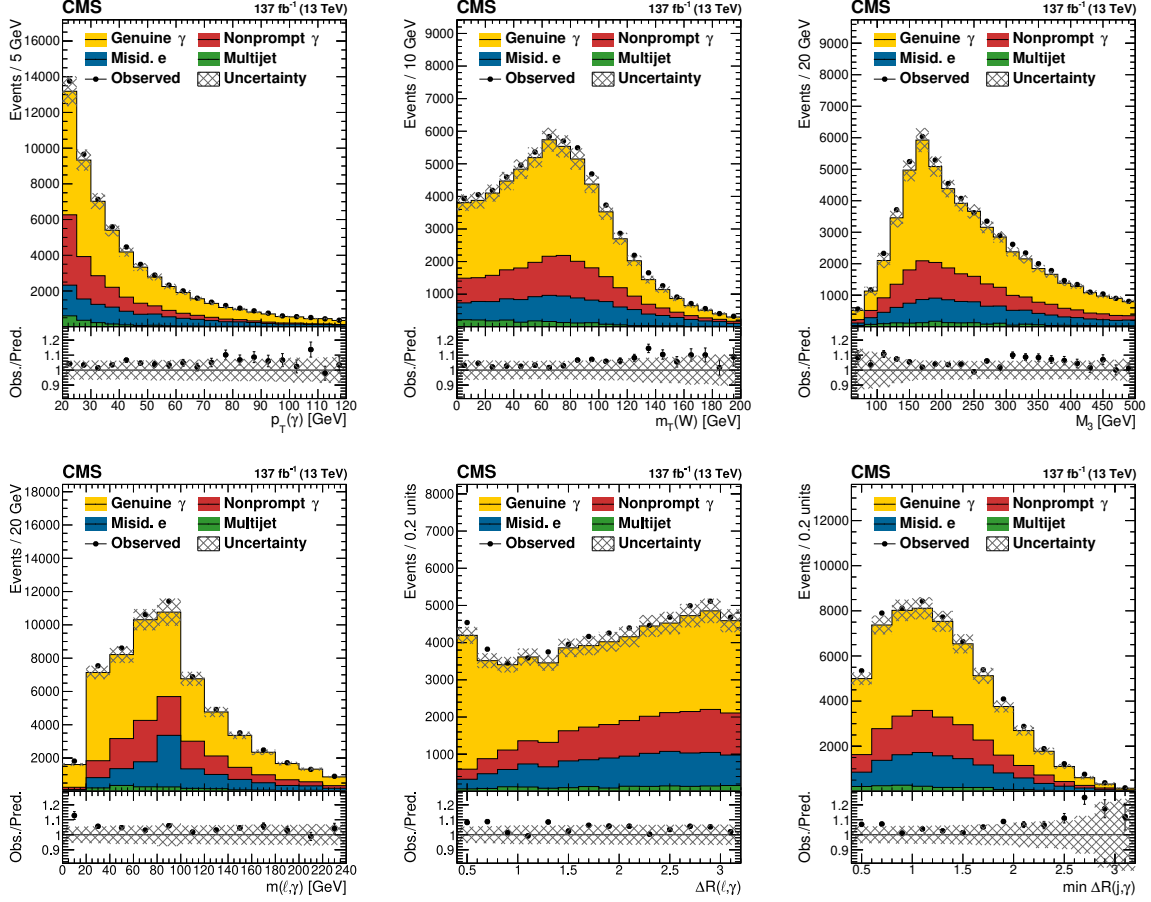 CMS 137 fb⁻¹ (13 TeV)
Events / 5 GeV
16000
14000
12000
10000
8000
6000
4000
2000
Genuine γ Nonprompt γ
Misid. e Multijet
Observed Uncertainty
Obs./Pred.
1.2
1.1
1
0.9
20 30 40 50 60 70 80 90 100 110 120
p_T(γ) [GeV]
CMS 137 fb⁻¹ (13 TeV)
Events / 10 GeV
9000
8000
7000
6000
5000
4000
3000
2000
1000
Genuine γ Nonprompt γ
Misid. e Multijet
Observed Uncertainty
Obs./Pred.
1.2
1.1
1
0.9
0 20 40 60 80 100 120 140 160 180 200
m_T(W) [GeV]
CMS 137 fb⁻¹ (13 TeV)
Events / 20 GeV
9000
8000
7000
6000
5000
4000
3000
2000
1000
Genuine γ Nonprompt γ
Misid. e Multijet
Observed Uncertainty
Obs./Pred.
1.2
1.1
1
0.9
100 150 200 250 300 350 400 450 500
M_3 [GeV]
CMS 137 fb⁻¹ (13 TeV)
Events / 20 GeV
18000
16000
14000
12000
10000
8000
6000
4000
2000
Genuine γ Nonprompt γ
Misid. e Multijet
Observed Uncertainty
Obs./Pred.
1.2
1.1
1
0.9
0 20 40 60 80 100 120 140 160 180 200 220 240
m(ℓ,γ) [GeV]
CMS 137 fb⁻¹ (13 TeV)
Events / 0.2 units
8000
7000
6000
5000
4000
3000
2000
1000
Genuine γ Nonprompt γ
Misid. e Multijet
Observed Uncertainty
Obs./Pred.
1.2
1.1
1
0.9
0.5 1 1.5 2 2.5 3
ΔR(ℓ,γ)
CMS 137 fb⁻¹ (13 TeV)
Events / 0.2 units
12000
10000
8000
6000
4000
2000
Genuine γ Nonprompt γ
Misid. e Multijet
Observed Uncertainty
Obs./Pred.
1.2
1.1
1
0.9
0.5 1 1.5 2 2.5 3
min ΔR(j,γ)